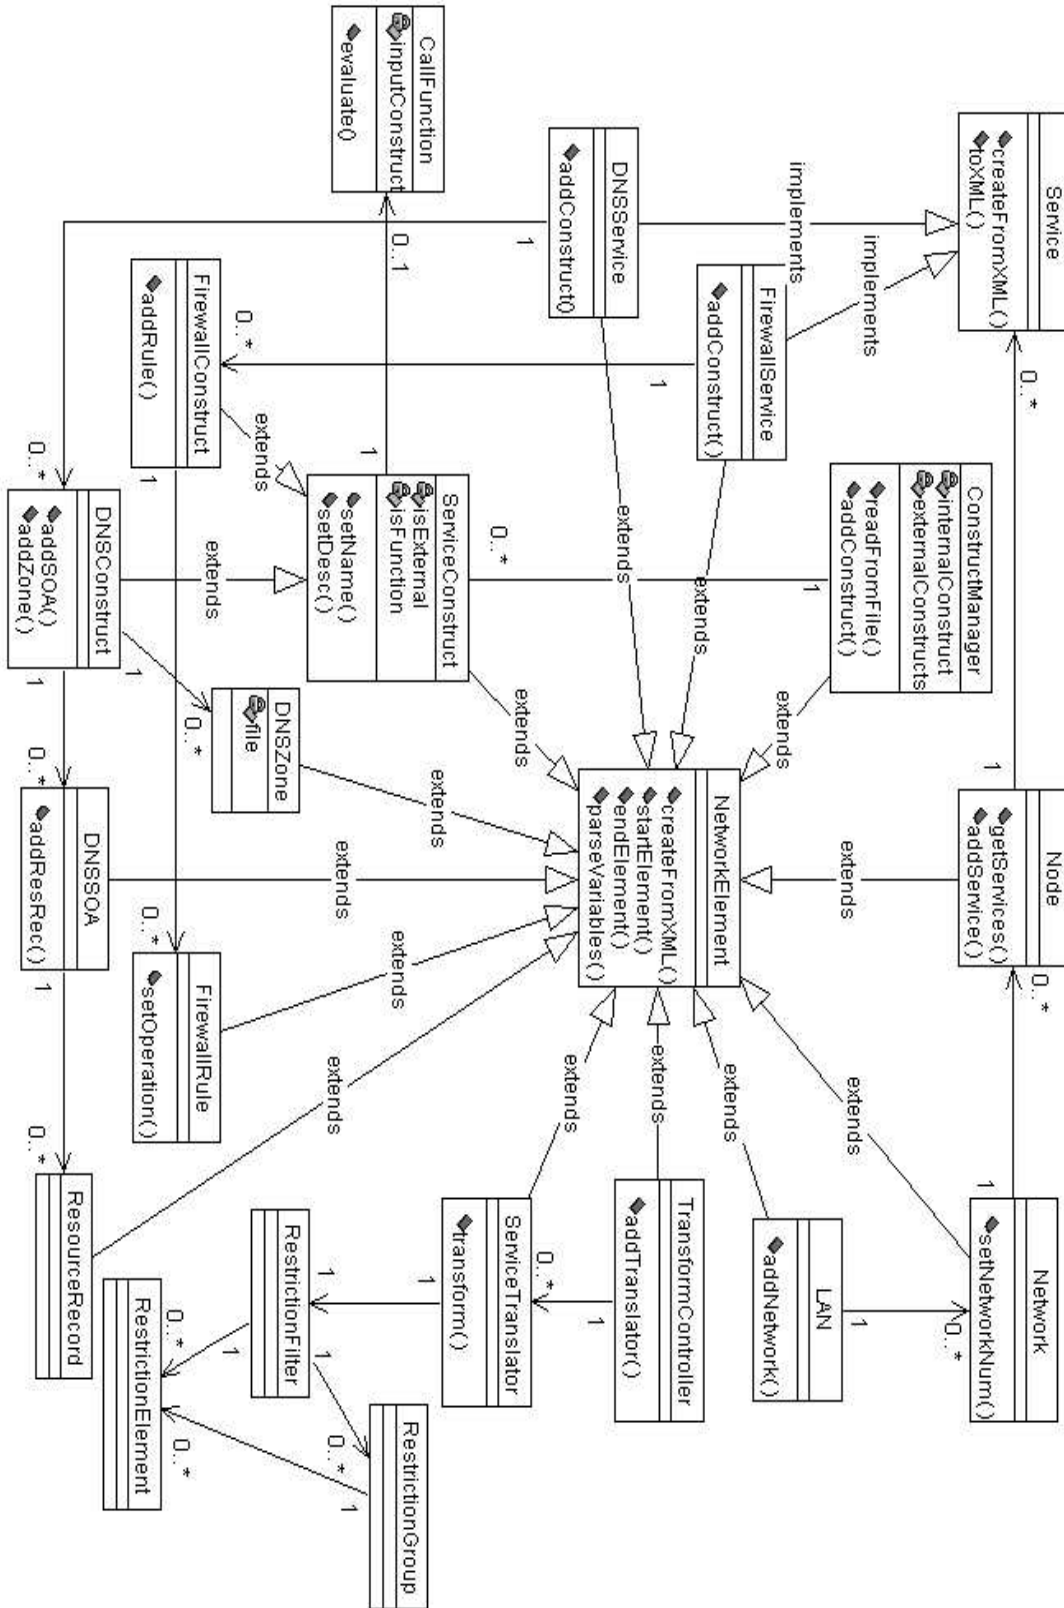 Service
createFromXML()
toXML()
0..*
1
Node
getServices()
addService()
0..*
1
Network
setNetworkNum()
0..*
1
implements
implements
ConstructManager
internalConstruct
externalConstructs
readFromFile()
addConstruct()
1
0..*
extends
extends
extends
LAN
addNetwork()
DNSService
addConstruct()
1
FirewallService
addConstruct()
1
extends
extends
NetworkElement
createFromXML()
startElement()
endElement()
parseVariables()
extends
extends
extends
TransformController
addTranslator()
1
0..*
CallFunction
inputConstruct
evaluate()
0..1
1
ServiceConstruct
isExternal
isFunction
setName()
setDesc()
extends
ServiceTranslator
transform()
1
1
FirewallConstruct
addRule()
0..*
1
extends
DNSZone
file
0..*
extends
extends
extends
extends
RestrictionFilter
1
1
RestrictionGroup
0..*
1
DNSConstruct
addSOA()
addZone()
0..*
extends
1
1
DNSSOA
addResRec()
0..*
1
FirewallRule
setOperation()
0..*
ResourceRecord
0..*
RestrictionElement
0..*
0..*